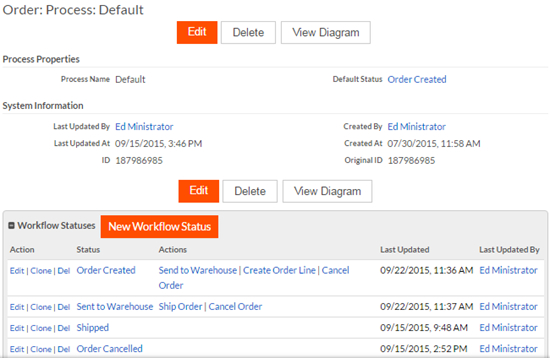 Order: Process: Default
Edit Delete View Diagram
Process Properties
Process Name Default Default Status Order Created
System Information
Last Updated By Ed Ministrator Created By Ed Ministrator
Last Updated At 09/15/2015, 3:46 PM Created At 07/30/2015, 11:58 AM
ID 187986985 Original ID 187986985
Edit Delete View Diagram
Workflow Statuses New Workflow Status
Action Status Actions Last Updated Last Updated By
Edit | Clone | Del Order Created Send to Warehouse | Create Order Line | Cancel 09/22/2015, 11:36 AM Ed Ministrator
Order
Edit | Clone | Del Sent to Warehouse Ship Order | Cancel Order 09/22/2015, 11:37 AM Ed Ministrator
Edit | Clone | Del Shipped 09/15/2015, 9:48 AM Ed Ministrator
Edit | Clone | Del Order Cancelled 09/15/2015, 2:52 PM Ed Ministrator